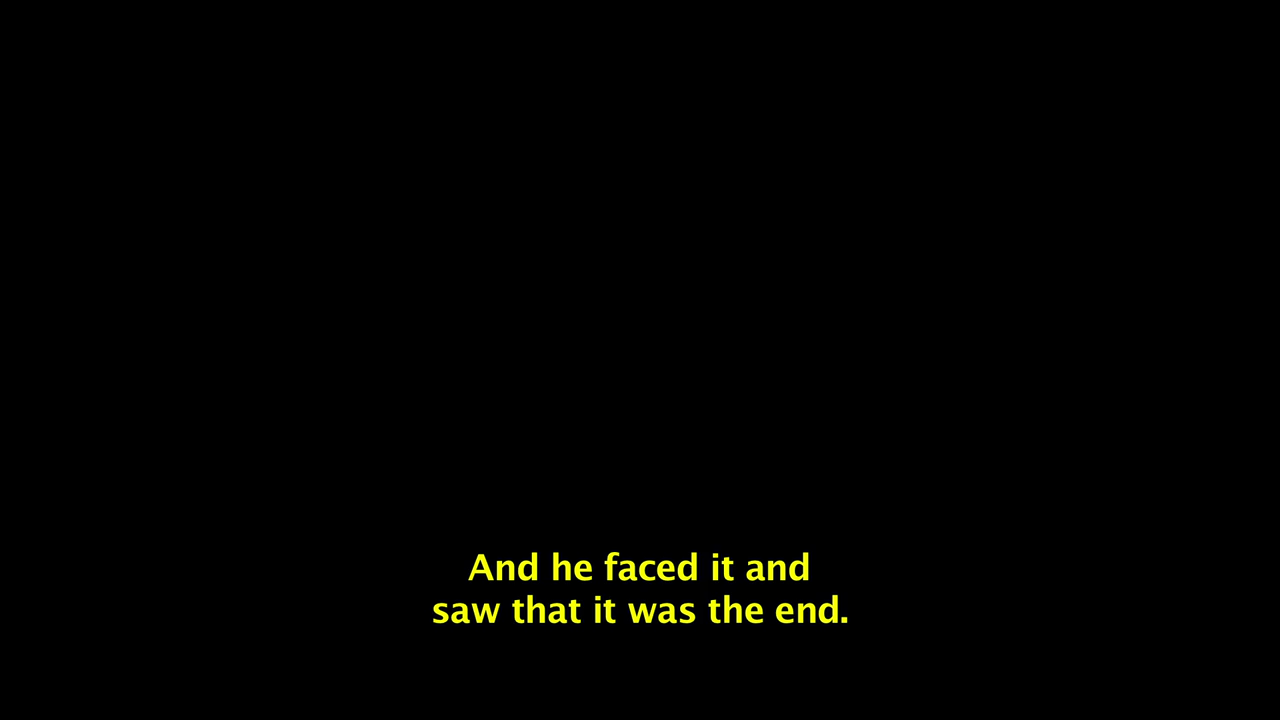 And he faced it and
saw that it was the end.